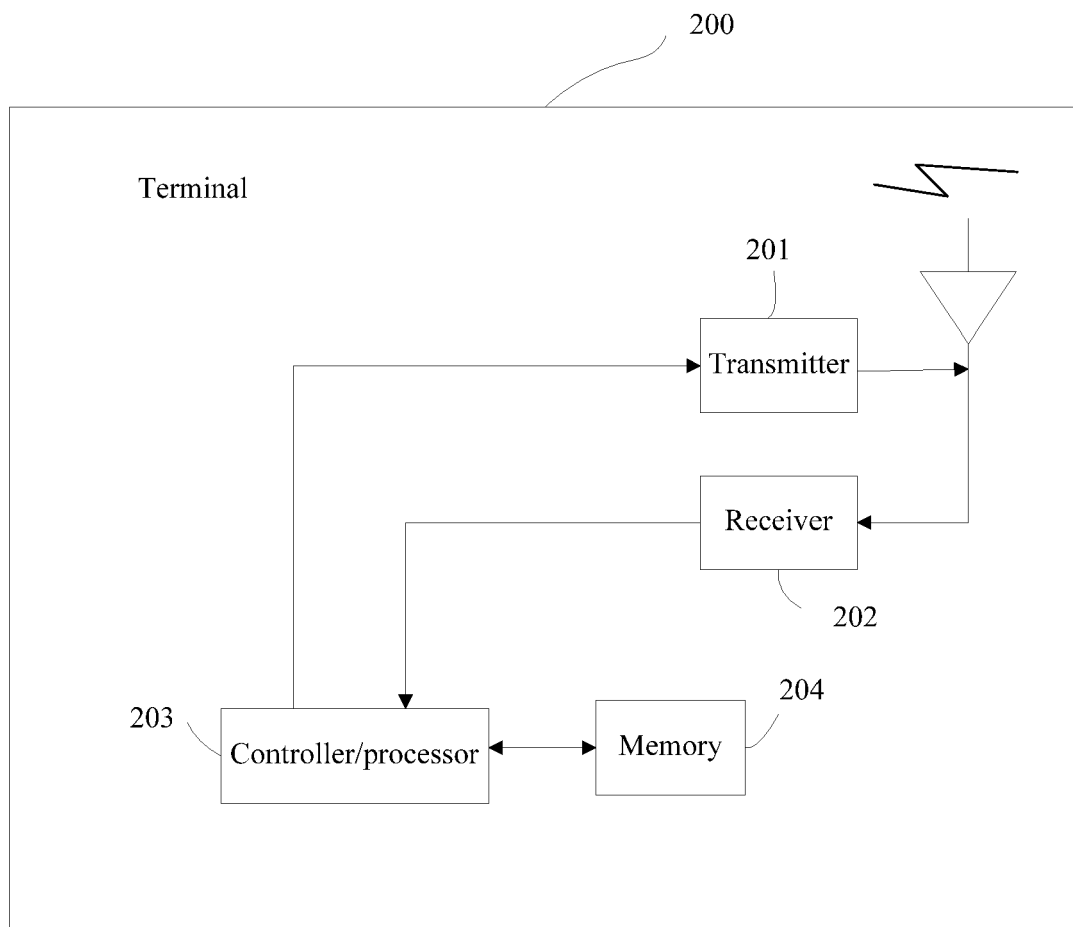 200
Terminal
201
Transmitter
Receiver
202
203
Controller/processor
Memory
204